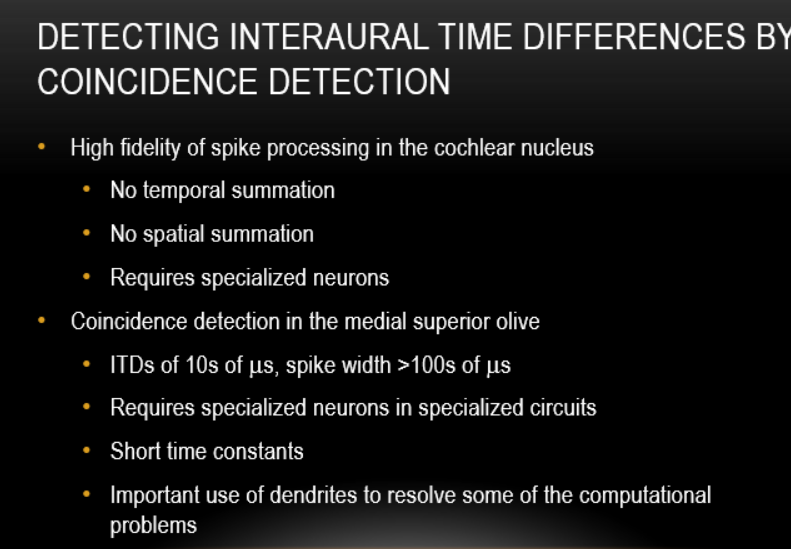 DETECTING INTERAURAL TIME DIFFERENCES BY
COINCIDENCE DETECTION
• High fidelity of spike processing in the cochlear nucleus
• No temporal summation
• No spatial summation
• Requires specialized neurons
• Coincidence detection in the medial superior olive
• ITDs of 10s of μs, spike width >100s of μs
• Requires specialized neurons in specialized circuits
• Short time constants
• Important use of dendrites to resolve some of the computational
problems